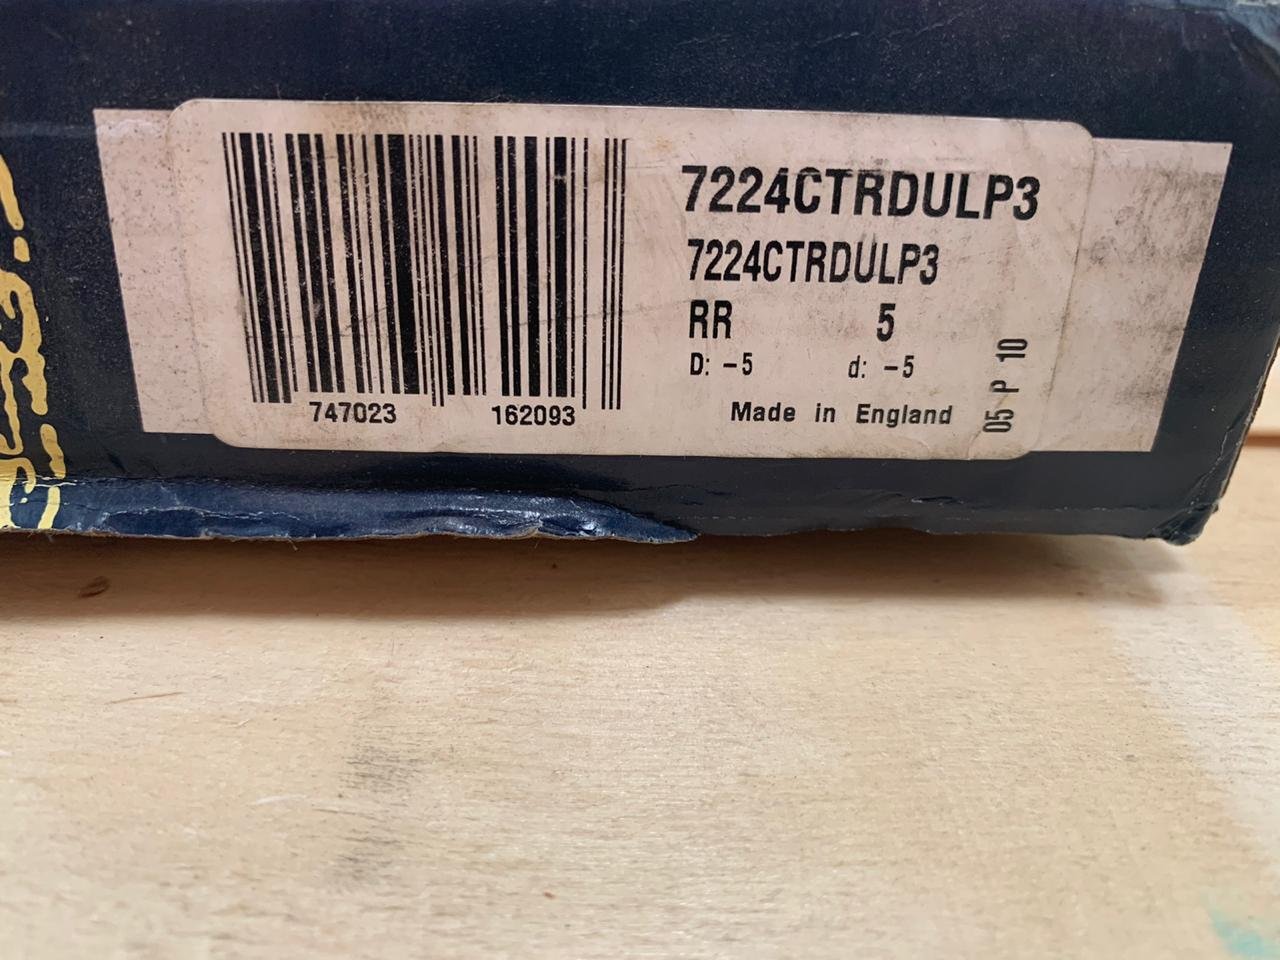 7224CTRDULP3
7224CTRDULP3
RR 5
D: -5 d: -5
Made in England
05 P 10
747023 162093